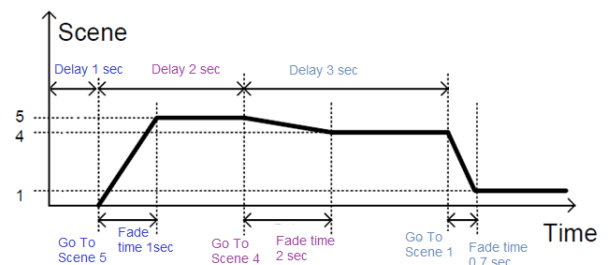 Scene
Delay 1 sec
Delay 2 sec
Delay 3 sec
5
4
1
Time
Go To
Scene 5
Fade
time 1sec
Go To
Scene 4
Fade time
2 sec
Go To
Scene 1
Fade time
0,7 sec